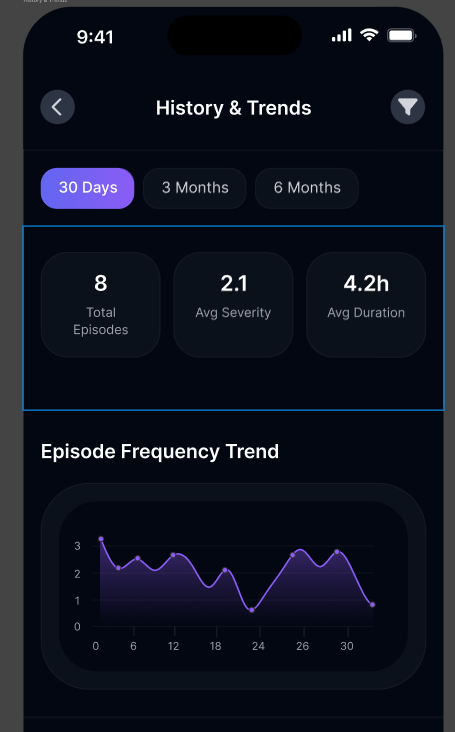 History & Trends
9:41
History & Trends
30 Days
3 Months
6 Months
8
Total
Episodes
2.1
Avg Severity
4.2h
Avg Duration
Episode Frequency Trend
3
2
1
0
0 6 12 18 24 26 30